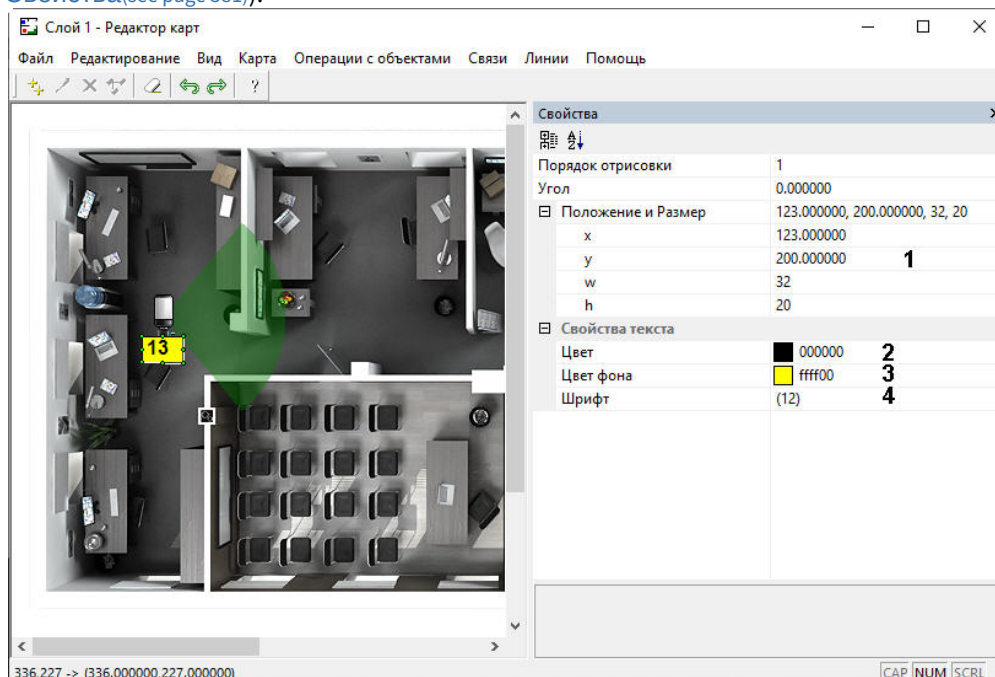 Свойства(see page 661)).
Слой 1 - Редактор карт
Файл Редактирование Вид Карта Операции с объектами Связи Линии Помощь
?
Свойства
Порядок отрисовки 1
Угол 0.000000
Положение и Размер 123.000000, 200.000000, 32, 20
x 123.000000
y 200.000000 1
w 32
h 20
Свойства текста
Цвет 000000 2
Цвет фона ffff00 3
Шрифт (12) 4
13
336,227 -> (336.000000,227.000000)
CAP NUM SCRL